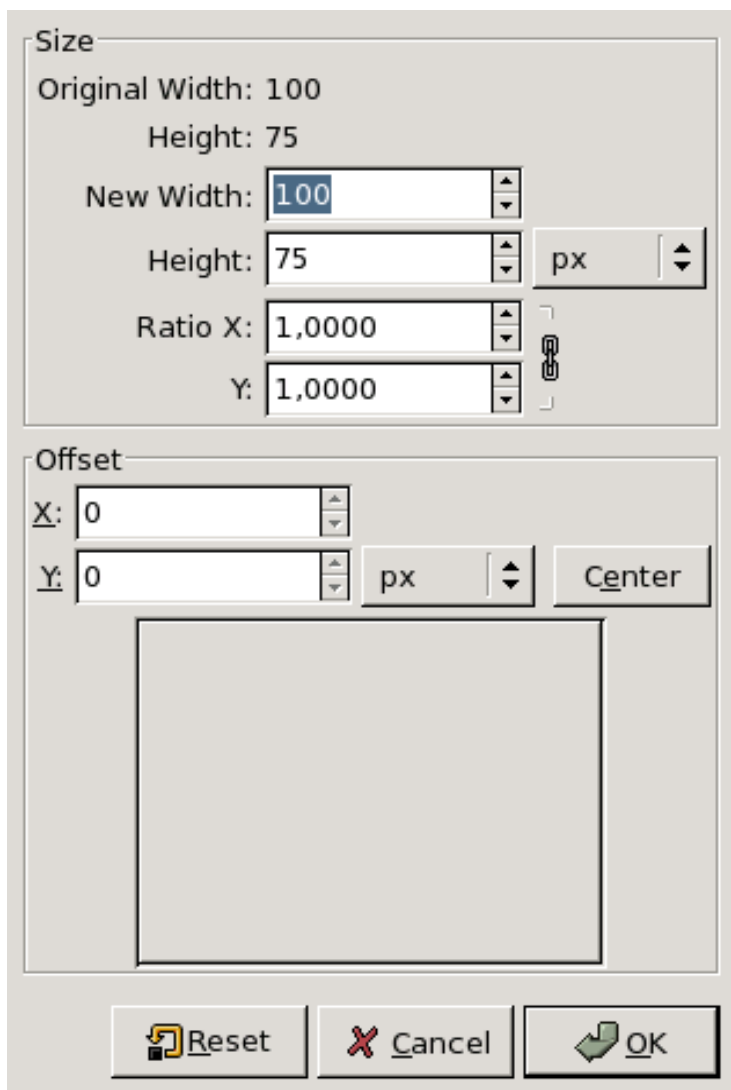 Size
Original Width: 100
Height: 75
New Width: 100
Height: 75 px
Ratio X: 1,0000
Y: 1,0000
Offset
X: 0
Y: 0 px Center
Reset Cancel OK